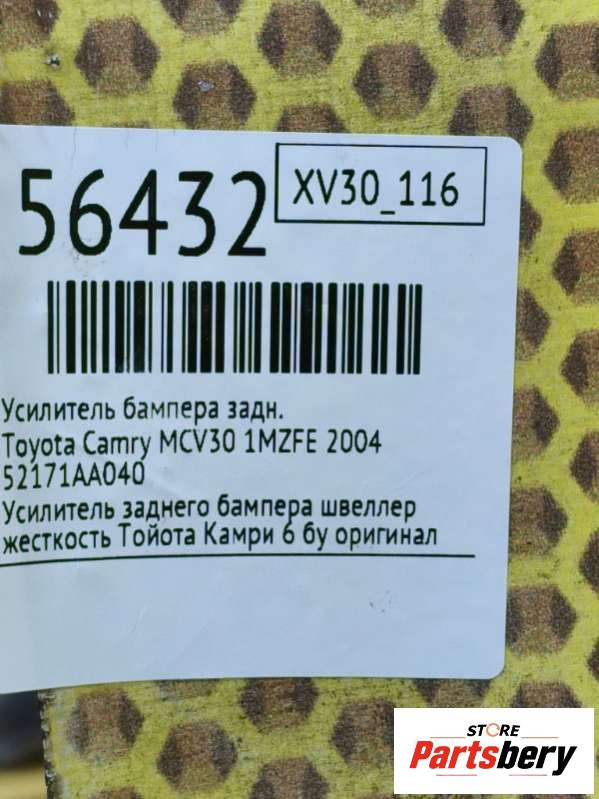 56432
XV30_116
Усилитель бампера задн.
Toyota Camry MCV30 1MZFE 2004
52171AA040
Усилитель заднего бампера швеллер
жесткость Тойота Камри 6 бу оригинал
STORE
Partsbery